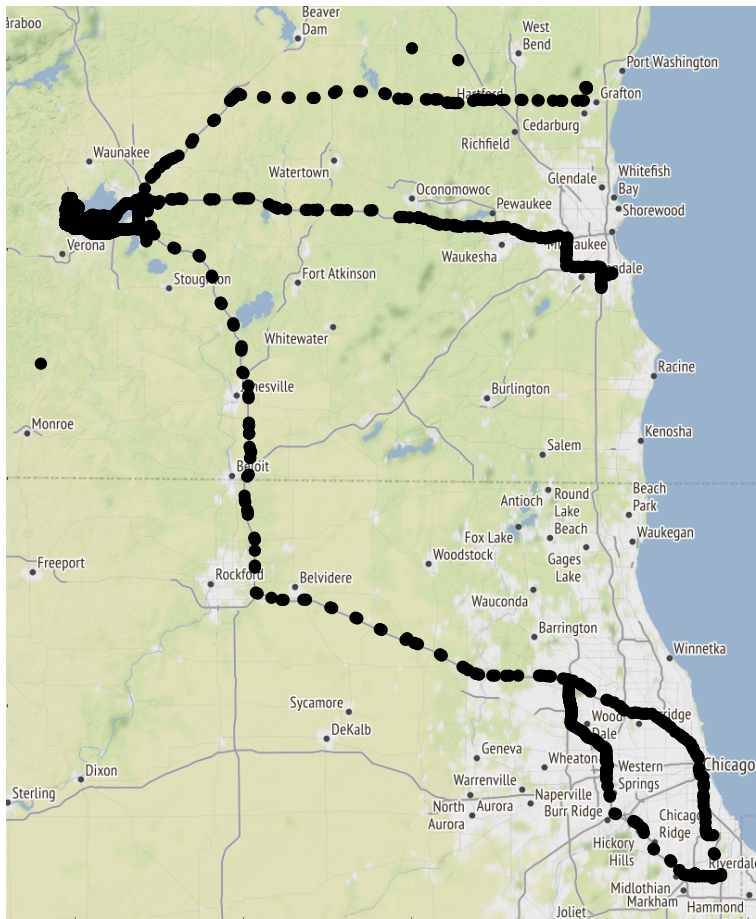 Beaver
Dam
West
Bend
Port Washington
Hartford
Grafton
Cedarburg
Richfield
Waunakee
Watertown
Glendale
Whitefish
Bay
Oconomowoc
Pewaukee
Shorewood
Verona
Waukesha
Fort Atkinson
Whitewater
Racine
Burlington
Monroe
Kenosha
Salem
Beloit
Antioch
Round
Lake
Beach
Beach
Park
Fox Lake
Waukegan
Woodstock
Gages
Lake
Freeport
Rockford
Belvidere
Wauconda
Barrington
Winnetka
Sycamore
DeKalb
Wood
Dale
Geneva
Wheaton
Chicago
Dixon
Warrenville
Western
Springs
Sterling
North
Aurora
Aurora
Naperville
Burr Ridge
Chicago
Ridge
Hickory
Hills
Riverdale
Midlothian
Markham
Hammond
Joliet